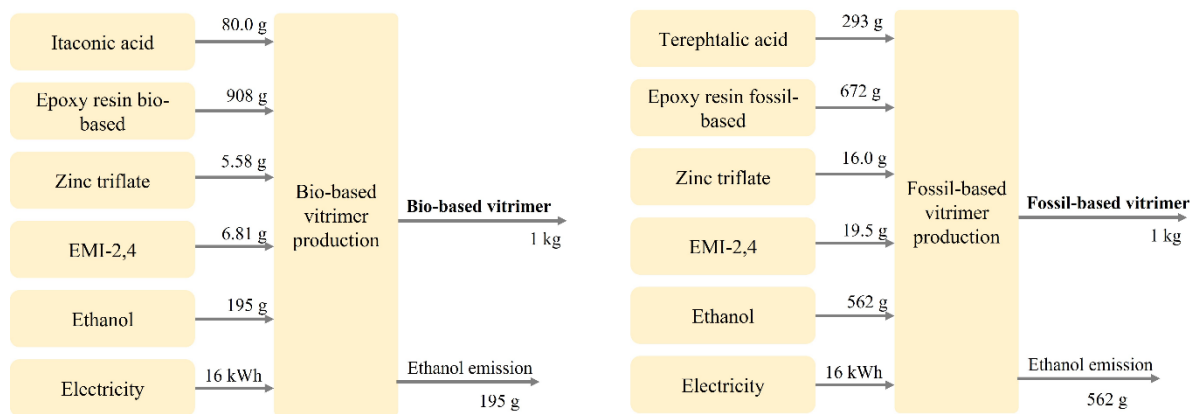 Itaconic acid
80.0 g
Epoxy resin bio-
based
908 g
Zinc triflate
5.58 g
EMI-2,4
6.81 g
Ethanol
195 g
Electricity
16 kWh
Bio-based
vitrimer
production
Bio-based vitrimer
1 kg
Ethanol emission
195 g
Terephtalic acid
293 g
Epoxy resin fossil-
based
672 g
Zinc triflate
16.0 g
EMI-2,4
19.5 g
Ethanol
562 g
Electricity
16 kWh
Fossil-based
vitrimer
production
Fossil-based vitrimer
1 kg
Ethanol emission
562 g